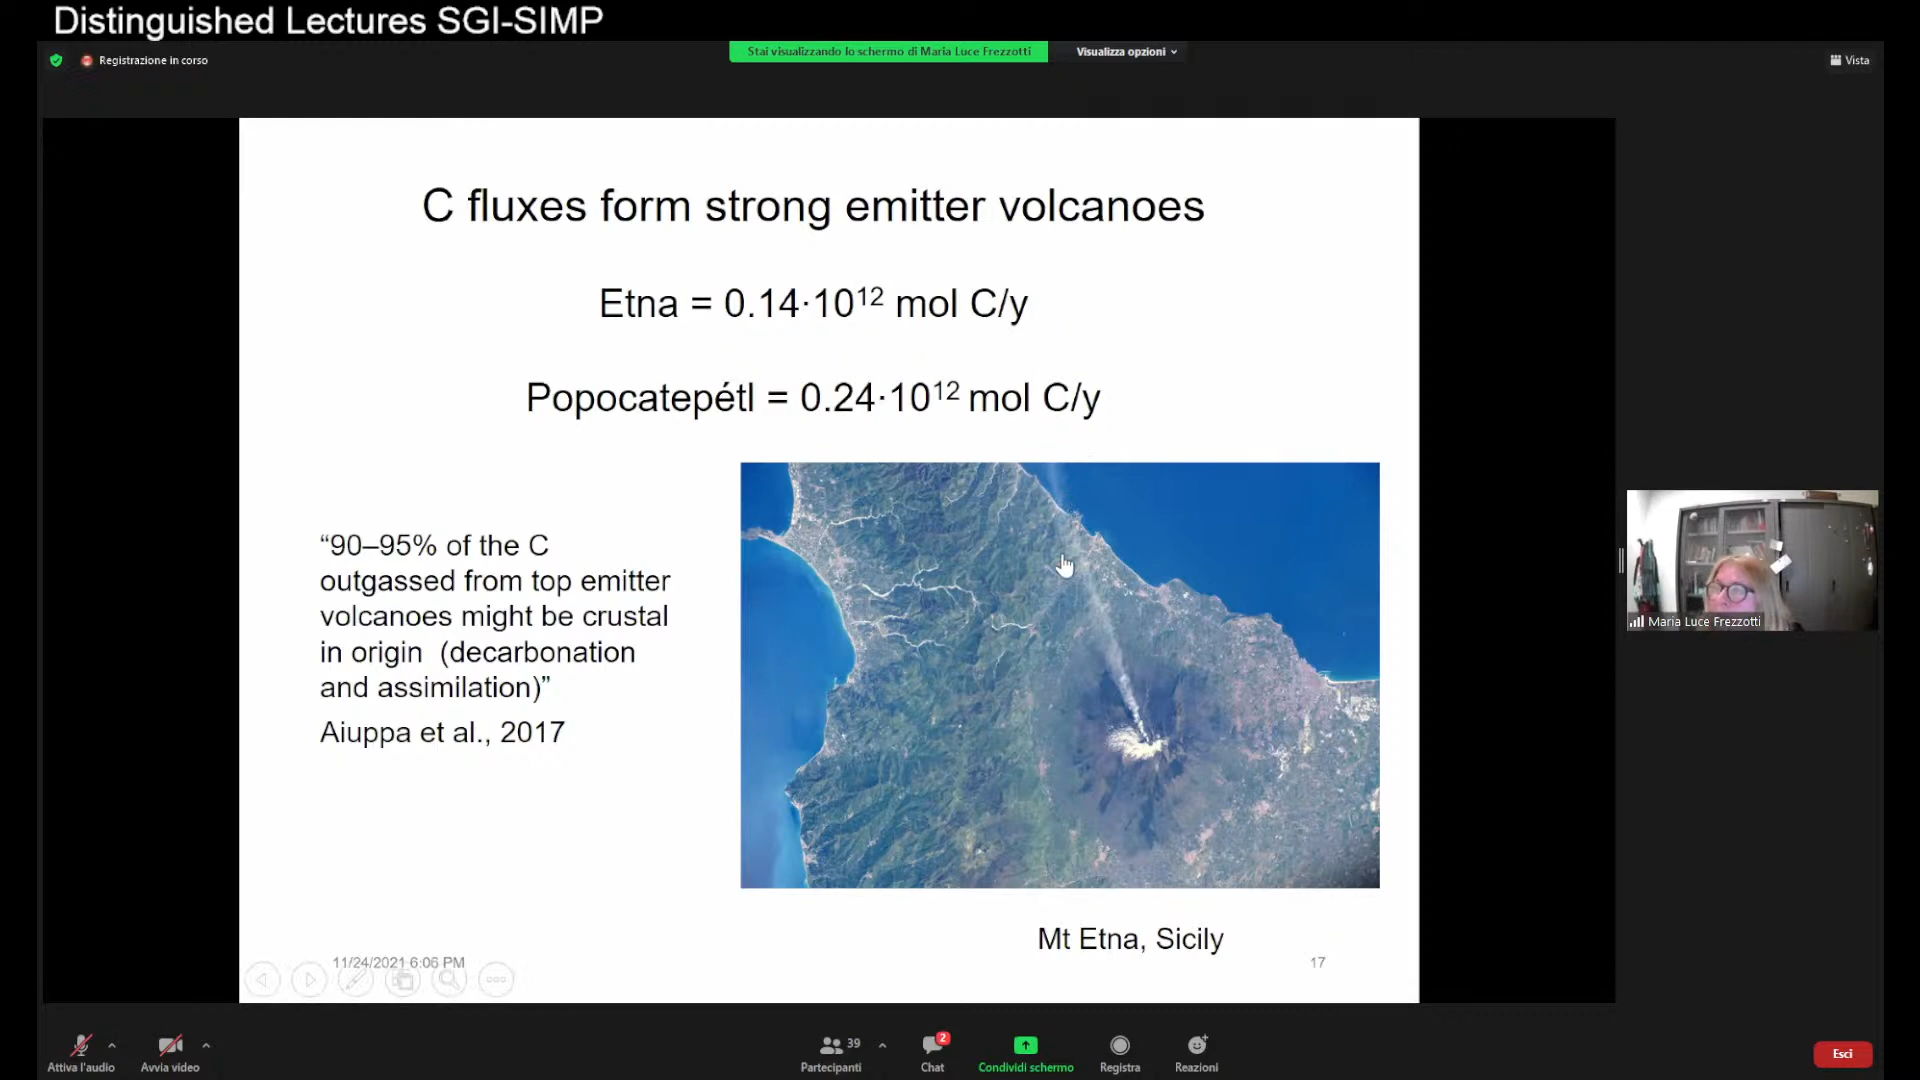 Distinguished Lectures SGI-SIMP
Registrazione in corso
Stai visualizzando lo schermo di Maria Luce Frezzotti
Visualizza opzioni
Vista
C fluxes form strong emitter volcanoes
Etna = 0.14·10¹² mol C/y
Popocatepétl = 0.24·10¹² mol C/y
“90–95% of the C
outgassed from top emitter
volcanoes might be crustal
in origin (decarbonation
and assimilation)”
Aiuppa et al., 2017
Mt Etna, Sicily
11/24/2021 6:06 PM
17
Maria Luce Frezzotti
Attiva l'audio
Avvia video
39
Partecipanti
2
Chat
Condividi schermo
Registra
Reazioni
Esci